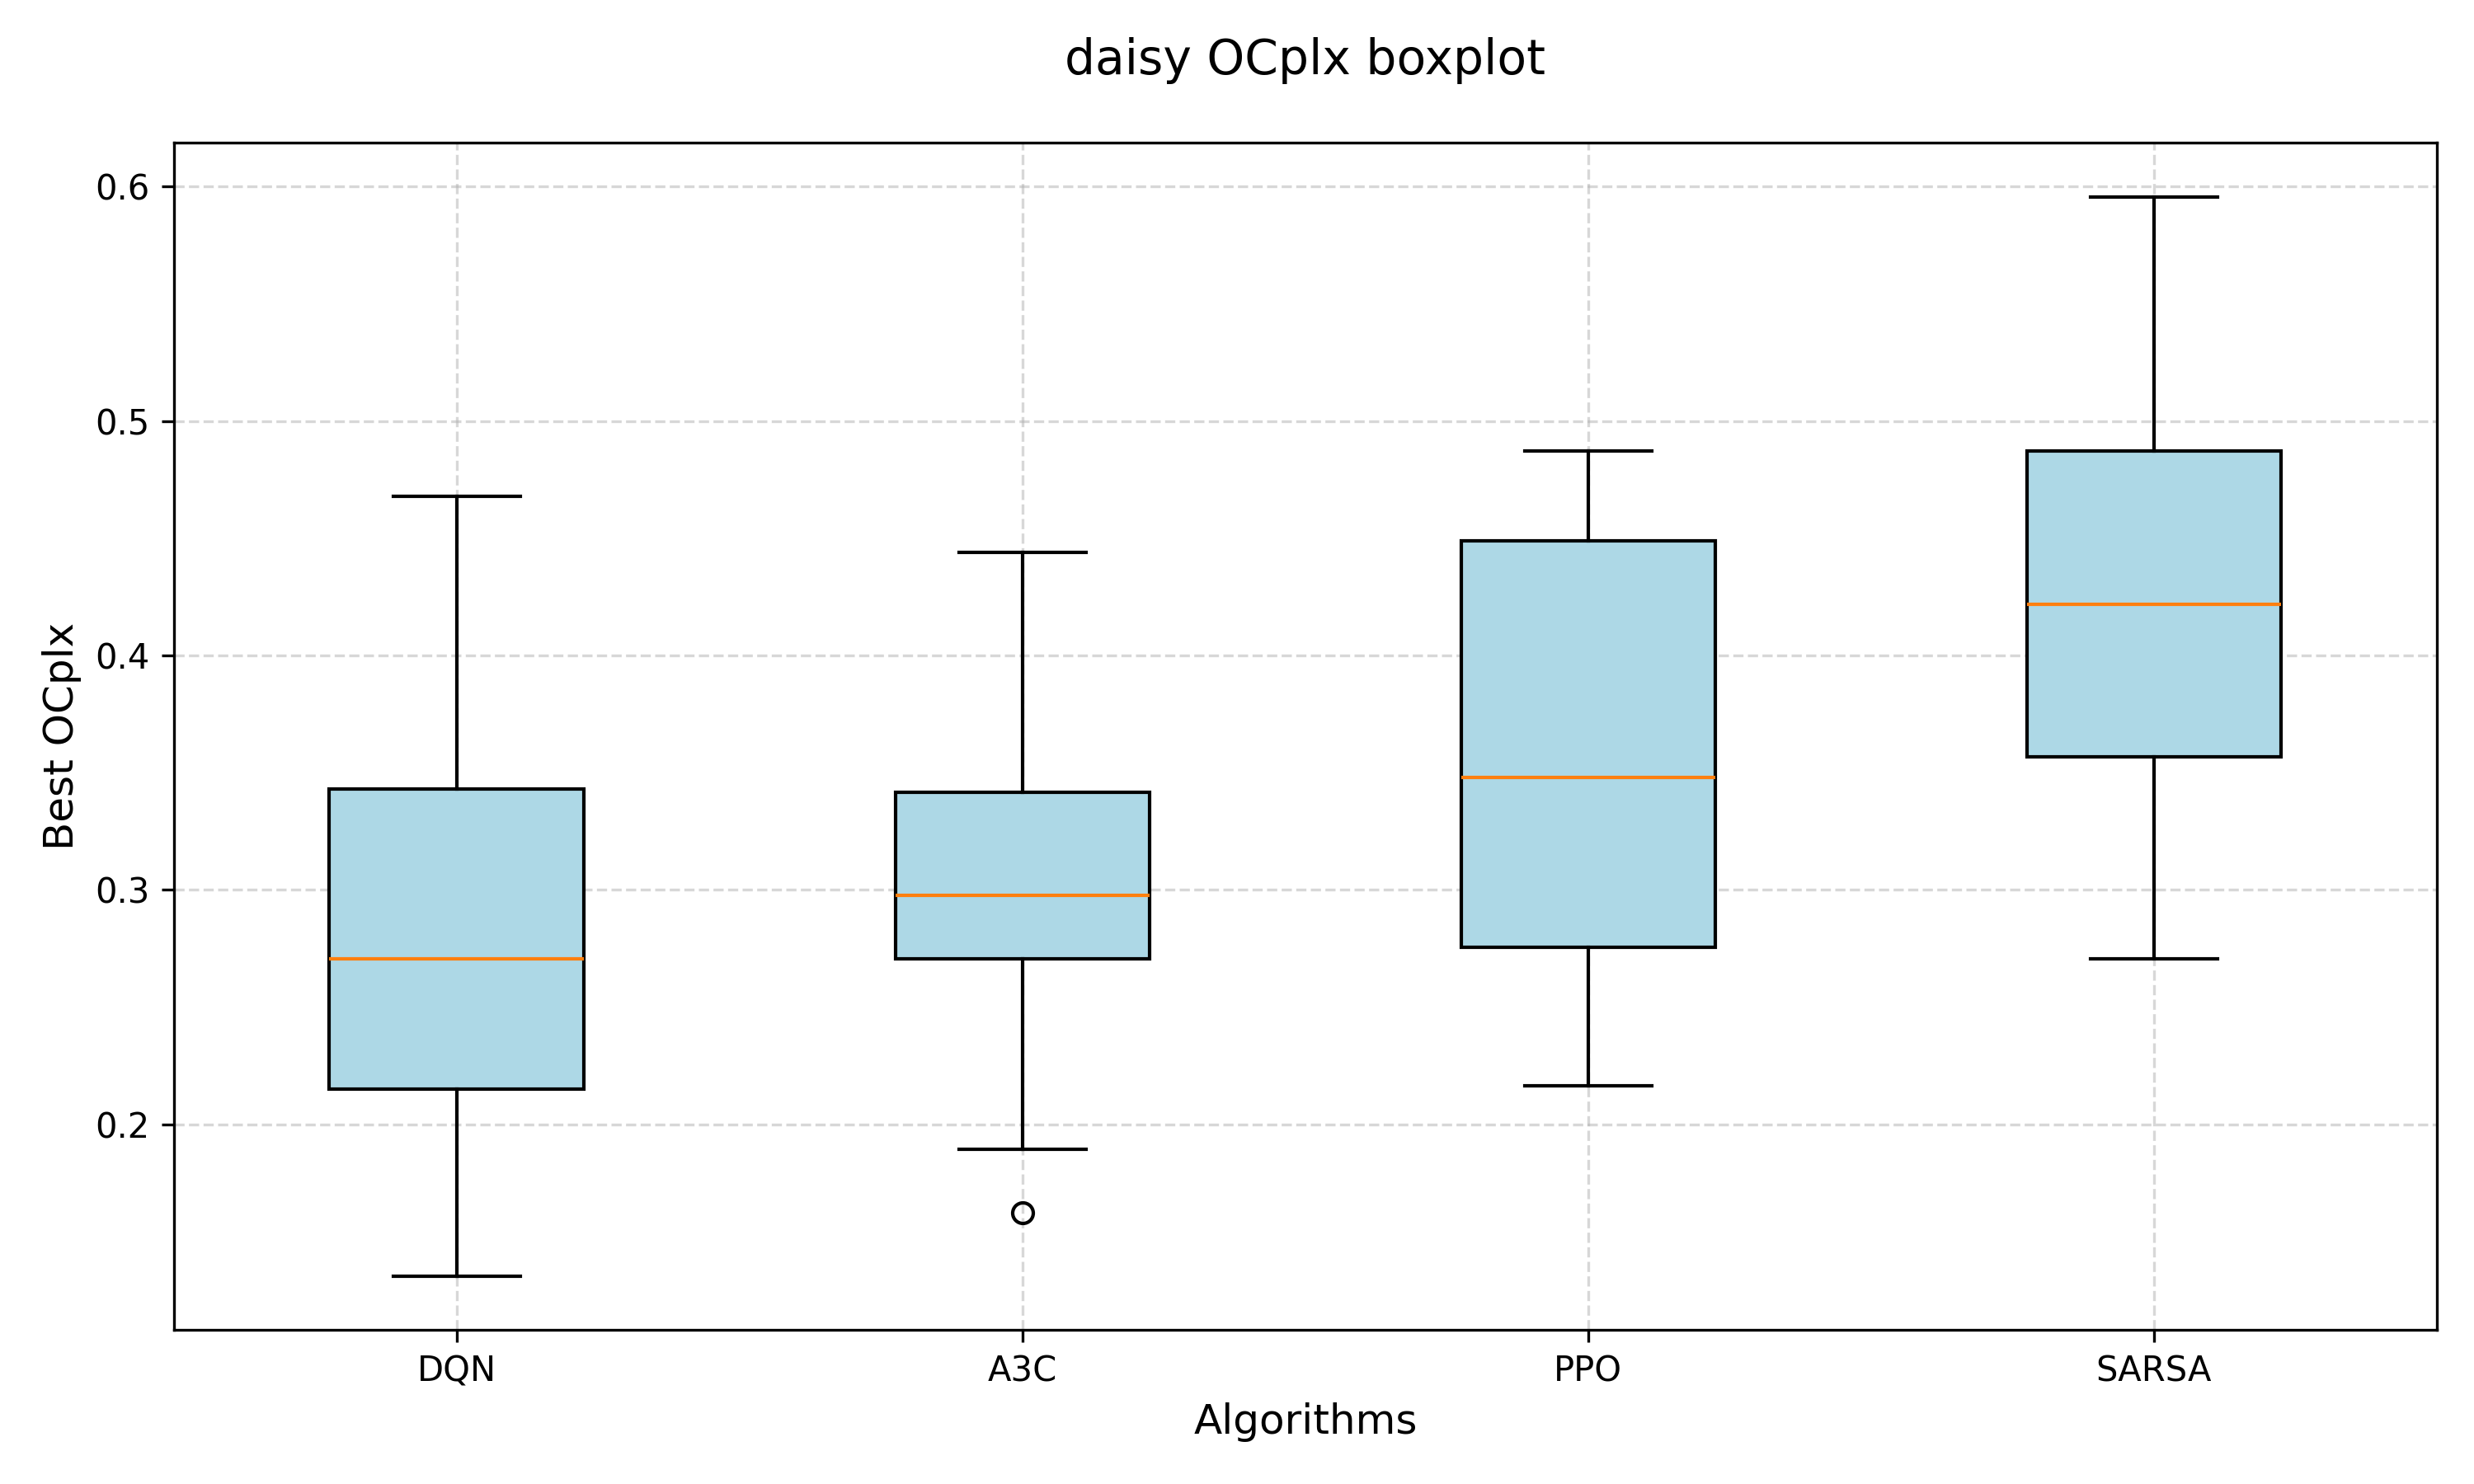 daisy OCplx boxplot
Best OCplx
0.6
0.5
0.4
0.3
0.2
DQN A3C PPO SARSA
Algorithms